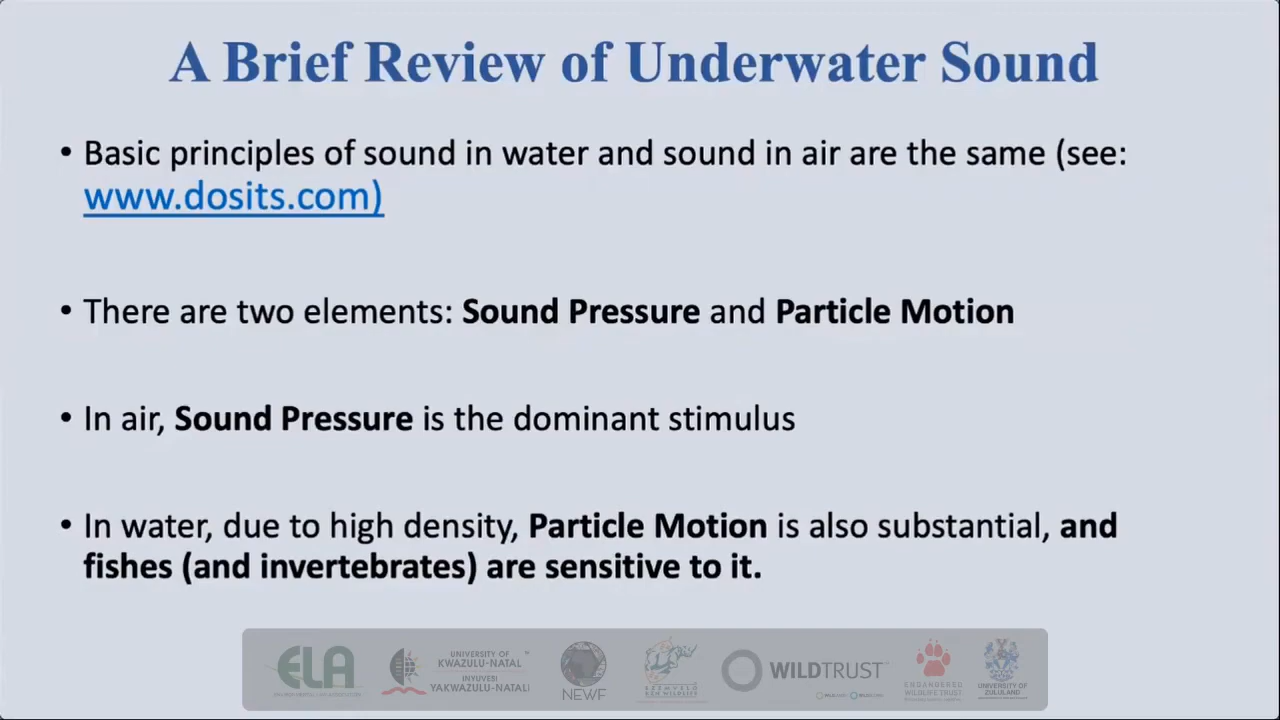 A Brief Review of Underwater Sound
• Basic principles of sound in water and sound in air are the same (see:
www.dosits.com)
• There are two elements: Sound Pressure and Particle Motion
• In air, Sound Pressure is the dominant stimulus
• In water, due to high density, Particle Motion is also substantial, and
fishes (and invertebrates) are sensitive to it.
ELA
UNIVERSITY OF
KWAZULU-NATAL
INYUVESI
YAKWAZULU-NATALI
NEWF
WILDTRUST
ENDANGERED
WILDLIFE TRUST
UNIVERSITY OF
ZULULAND